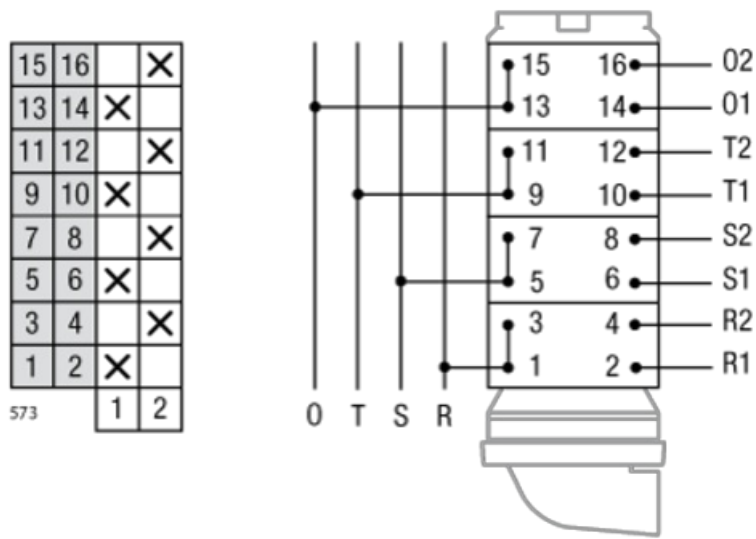 15 16 X
13 14 X
11 12 X
9 10 X
7 8 X
5 6 X
3 4 X
1 2 X
573 1 2
15 16 O2
13 14 O1
11 12 T2
9 10 T1
7 8 S2
5 6 S1
3 4 R2
1 2 R1
O T S R